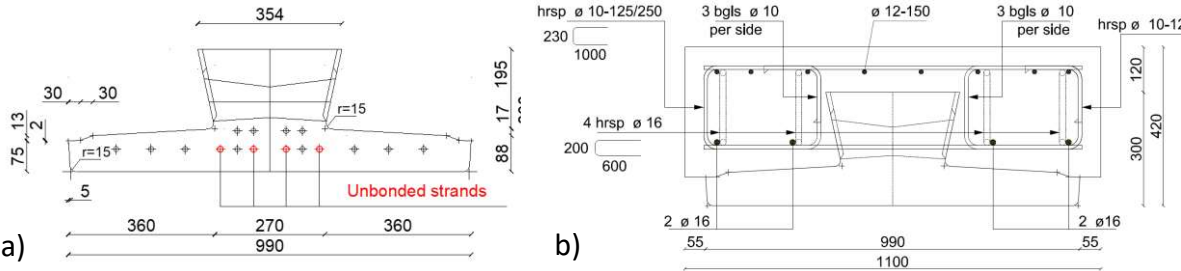 354
30
30
13
2
75
r=15
r=15
195
17
88
5
Unbonded strands
360
270
360
990
a)
b)
hrsp ø 10-125/250
230
1000
3 bgls ø 10
per side
ø 12-150
3 bgls ø 10
per side
hrsp ø 10-12
4 hrsp ø 16
200
600
120
300
420
2 ø 16
2 ø16
55
990
55
1100